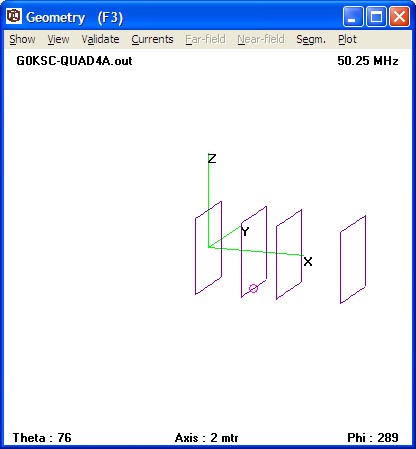 Geometry (F3)
Show View Validate Currents Far-field Near-field Segm. Plot
G0KSC-QUAD4A.out 50.25 MHz
Z
Y
X
Theta : 76 Axis : 2 mtr Phi : 289